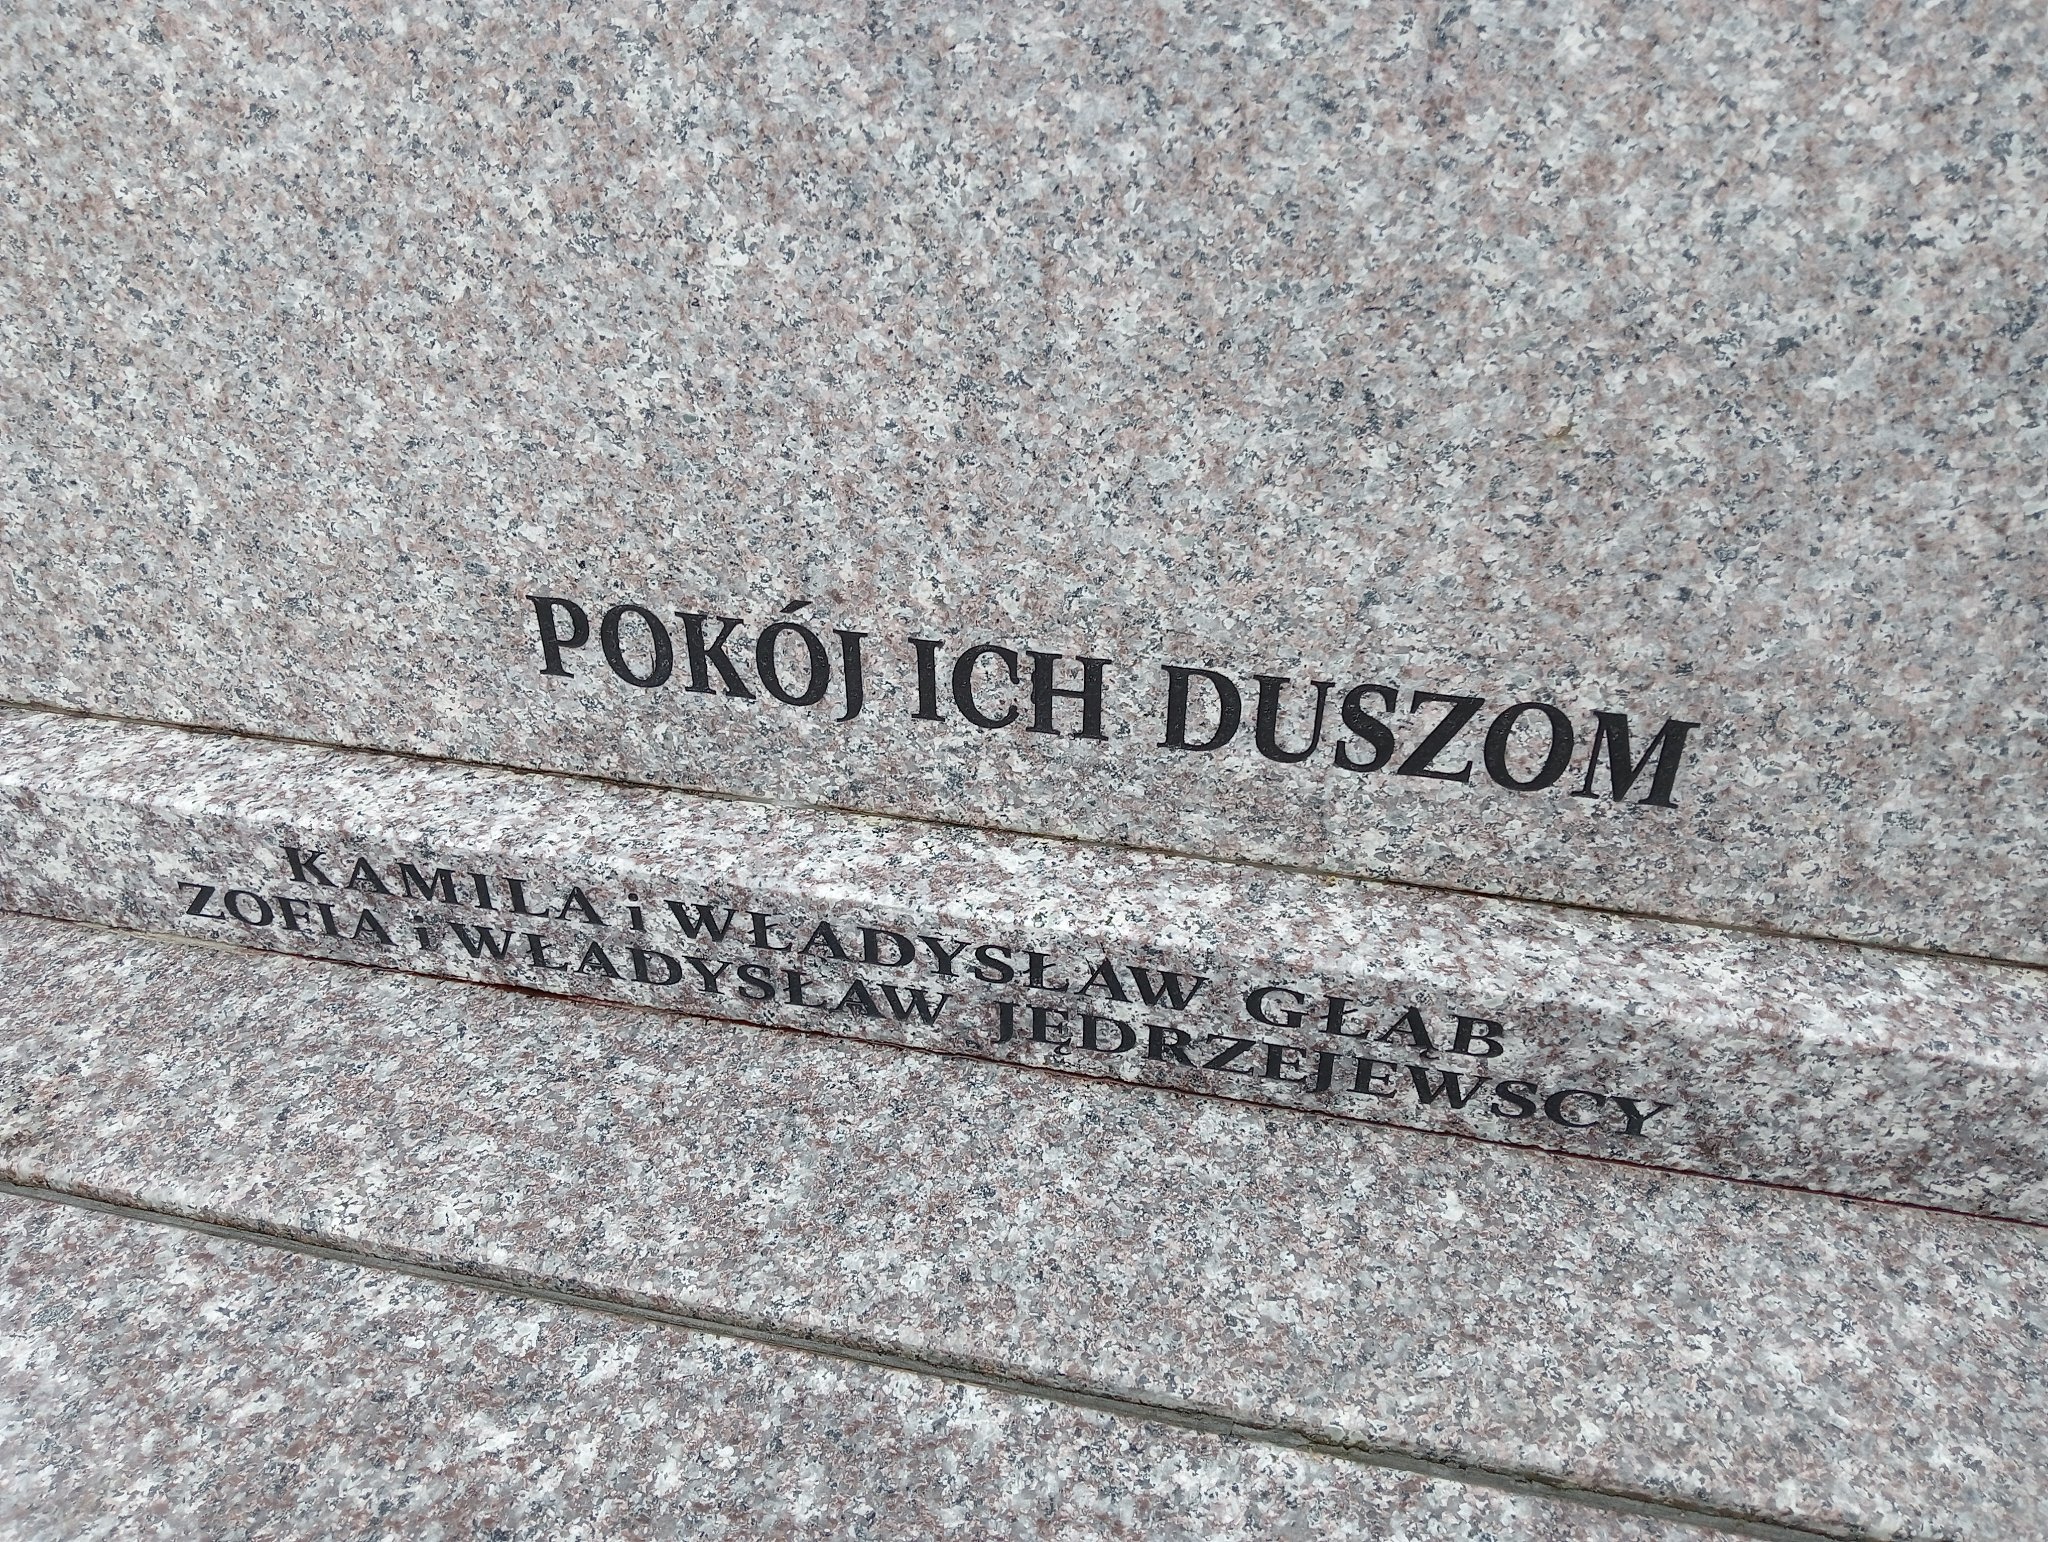 POKÓJ ICH DUSZOM
KAMILA i WŁADYSŁAW GŁĄB
ZOFIA i WŁADYSŁAW JĘDRZEJEWSCY